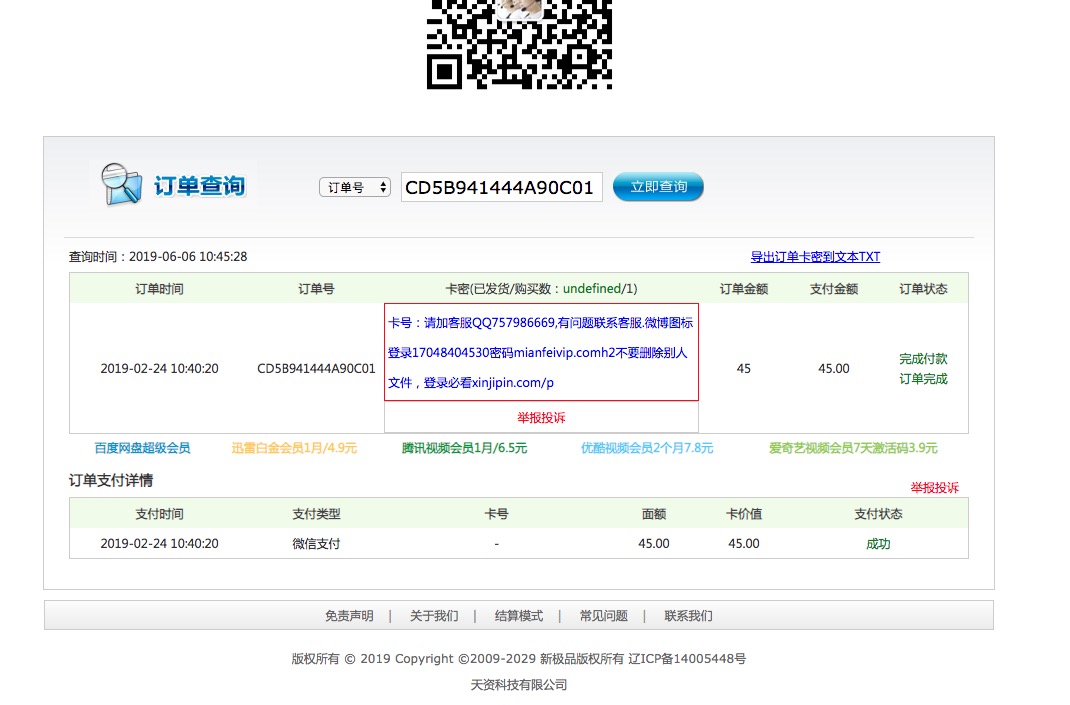 订单查询
订单号
CD5B941444A90C01
立即查询
查询时间：2019-06-06 10:45:28
导出订单卡密到文本TXT
订单时间 订单号 卡密(已发货/购买数：undefined/1) 订单金额 支付金额 订单状态
卡号：请加客服QQ757986669,有问题联系客服.微博图标
登录17048404530密码mianfeivip.comh2不要删除别人
文件，登录必看xinjipin.com/p
2019-02-24 10:40:20 CD5B941444A90C01 45 45.00 完成付款
订单完成
举报投诉
百度网盘超级会员 迅雷白金会员1月/4.9元 腾讯视频会员1月/6.5元 优酷视频会员2个月7.8元 爱奇艺视频会员7天激活码3.9元
订单支付详情
举报投诉
支付时间 支付类型 卡号 面额 卡价值 支付状态
2019-02-24 10:40:20 微信支付 - 45.00 45.00 成功
免责声明 | 关于我们 | 结算模式 | 常见问题 | 联系我们
版权所有 © 2019 Copyright ©2009-2029 新极品版权所有 辽ICP备14005448号
天资科技有限公司